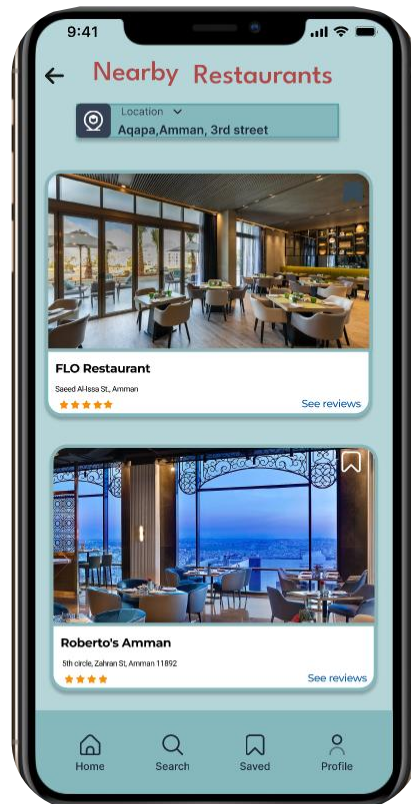 9:41
Nearby Restaurants
Location
Aqapa,Amman, 3rd street
FLO Restaurant
Saeed Al-Issa St., Amman
See reviews
Roberto's Amman
5th circle, Zahran St, Amman 11892
See reviews
Home Search Saved Profile